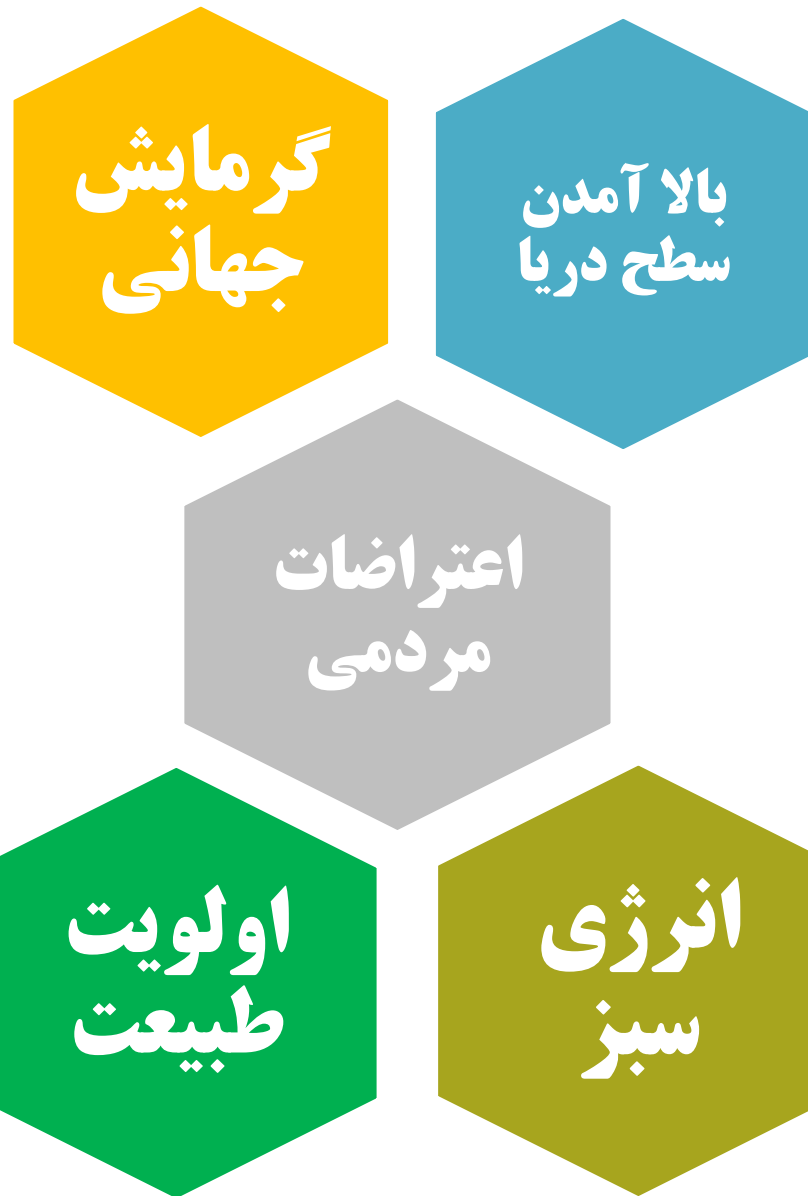 بالا آمدن
سطح دریا
گرمایش
جهانی
اعتراضات
مردمی
انرژی
سبز
اولویت
طبیعت